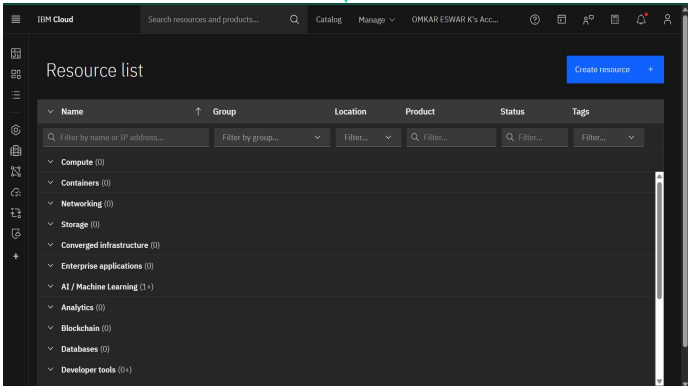 IBM Cloud
Search resources and products...
Catalog
Manage
OMKAR ESWAR K's Acc...
Resource list
Create resource +
Name
Group
Location
Product
Status
Tags
Filter by name or IP address...
Filter by group...
Filter...
Filter...
Filter...
Filter...
Compute (0)
Containers (0)
Networking (0)
Storage (0)
Converged infrastructure (0)
Enterprise applications (0)
AI / Machine Learning (1+)
Analytics (0)
Blockchain (0)
Databases (0)
Developer tools (0+)